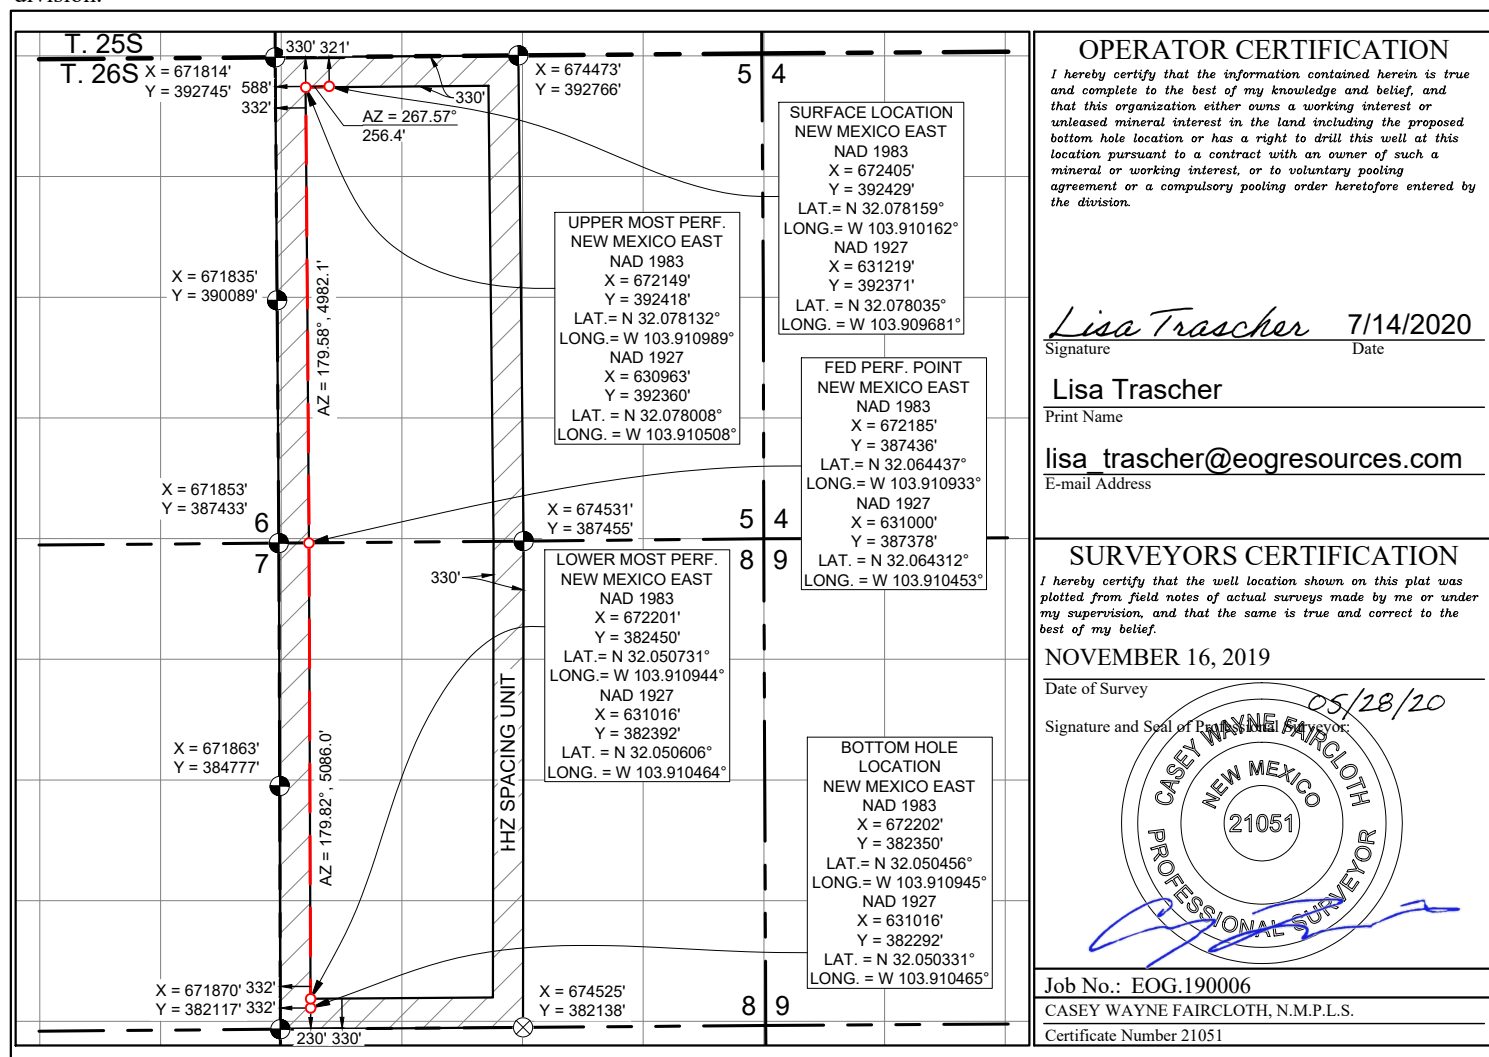 division.
T. 25S
T. 26S
X = 671814'
Y = 392745'
330' 321'
588'
332'
330'
AZ = 267.57°
256.4'
X = 674473'
Y = 392766'
5 4
SURFACE LOCATION
NEW MEXICO EAST
NAD 1983
X = 672405'
Y = 392429'
LAT.= N 32.078159°
LONG.= W 103.910162°
NAD 1927
X = 631219'
Y = 392371'
LAT. = N 32.078035°
LONG. = W 103.909681°
UPPER MOST PERF.
NEW MEXICO EAST
NAD 1983
X = 672149'
Y = 392418'
LAT.= N 32.078132°
LONG.= W 103.910989°
NAD 1927
X = 630963'
Y = 392360'
LAT. = N 32.078008°
LONG. = W 103.910508°
X = 671835'
Y = 390089'
AZ = 179.58°, 4982.1'
FED PERF. POINT
NEW MEXICO EAST
NAD 1983
X = 672185'
Y = 387436'
LAT.= N 32.064437°
LONG.= W 103.910933°
NAD 1927
X = 631000'
Y = 387378'
LAT. = N 32.064312°
LONG. = W 103.910453°
X = 671853'
Y = 387433'
6
7
X = 674531'
Y = 387455'
5 4
8 9
330'
LOWER MOST PERF.
NEW MEXICO EAST
NAD 1983
X = 672201'
Y = 382450'
LAT.= N 32.050731°
LONG.= W 103.910944°
NAD 1927
X = 631016'
Y = 382392'
LAT. = N 32.050606°
LONG. = W 103.910464°
HHZ SPACING UNIT
X = 671863'
Y = 384777'
AZ = 179.82°, 5086.0'
BOTTOM HOLE
LOCATION
NEW MEXICO EAST
NAD 1983
X = 672202'
Y = 382350'
LAT.= N 32.050456°
LONG.= W 103.910945°
NAD 1927
X = 631016'
Y = 382292'
LAT. = N 32.050331°
LONG. = W 103.910465°
X = 671870' 332'
Y = 382117' 332'
230' 330'
X = 674525'
Y = 382138'
8 9
OPERATOR CERTIFICATION
I hereby certify that the information contained herein is true
and complete to the best of my knowledge and belief, and
that this organization either owns a working interest or
unleased mineral interest in the land including the proposed
bottom hole location or has a right to drill this well at this
location pursuant to a contract with an owner of such a
mineral or working interest, or to voluntary pooling
agreement or a compulsory pooling order heretofore entered by
the division.
Lisa Trascher 7/14/2020
Signature Date
Lisa Trascher
Print Name
lisa_trascher@eogresources.com
E-mail Address
SURVEYORS CERTIFICATION
I hereby certify that the well location shown on this plat was
plotted from field notes of actual surveys made by me or under
my supervision, and that the same is true and correct to the
best of my belief.
NOVEMBER 16, 2019
Date of Survey
05/28/20
Signature and Seal of Professional Surveyor:
CASEY WAYNE FAIRCLOTH
NEW MEXICO
21051
PROFESSIONAL SURVEYOR
Job No.: EOG.190006
CASEY WAYNE FAIRCLOTH, N.M.P.L.S.
Certificate Number 21051